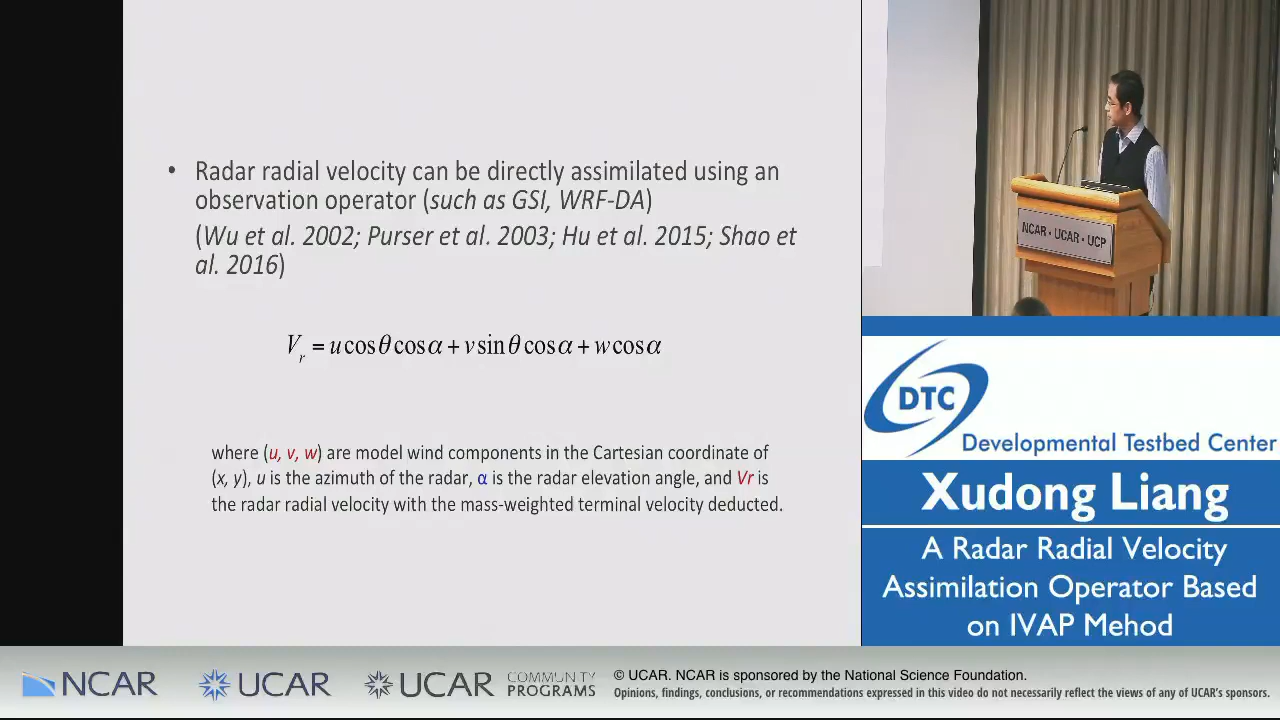 • Radar radial velocity can be directly assimilated using an
observation operator (such as GSI, WRF-DA)
(Wu et al. 2002; Purser et al. 2003; Hu et al. 2015; Shao et
al. 2016)
V_r = u cosθ cosα + v sinθ cosα + w cosα
where (u, v, w) are model wind components in the Cartesian coordinate of
(x, y), u is the azimuth of the radar, α is the radar elevation angle, and Vr is
the radar radial velocity with the mass-weighted terminal velocity deducted.
NCAR • UCAR • UCP
DTC
Developmental Testbed Center
Xudong Liang
A Radar Radial Velocity
Assimilation Operator Based
on IVAP Mehod
NCAR
UCAR
UCAR
COMMUNITY
PROGRAMS
© UCAR. NCAR is sponsored by the National Science Foundation.
Opinions, findings, conclusions, or recommendations expressed in this video do not necessarily reflect the views of any of UCAR's sponsors.